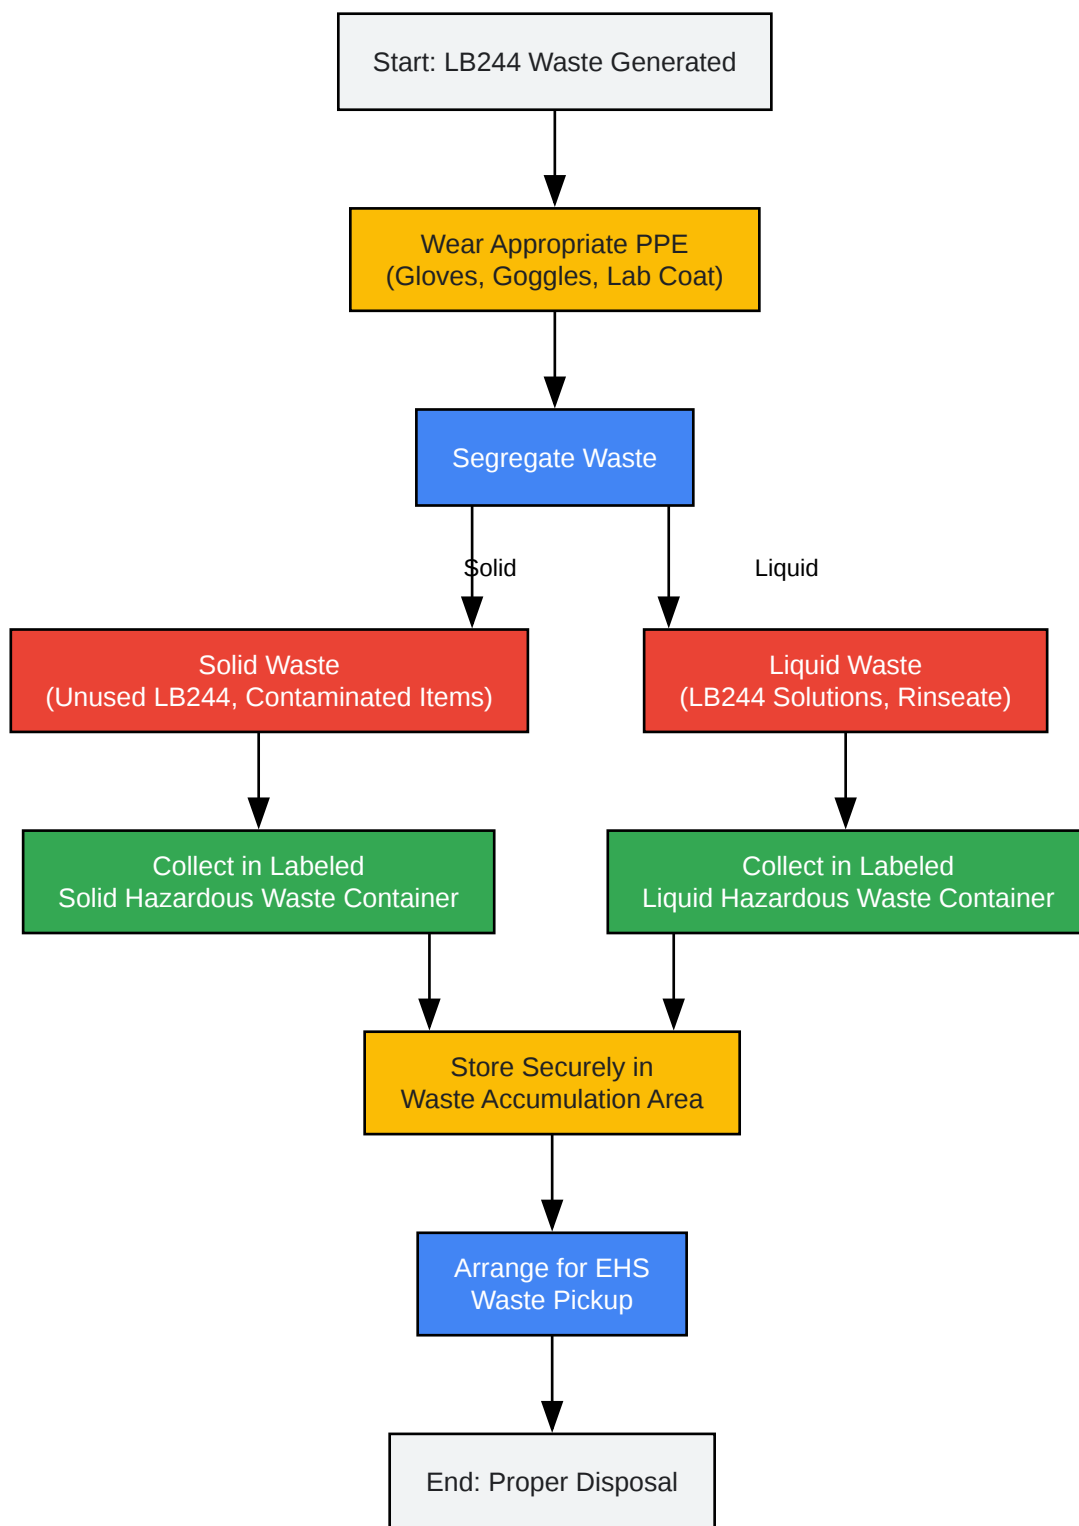 Start: LB244 Waste Generated
Wear Appropriate PPE
(Gloves, Goggles, Lab Coat)
Segregate Waste
Solid
Liquid
Solid Waste
(Unused LB244, Contaminated Items)
Liquid Waste
(LB244 Solutions, Rinseate)
Collect in Labeled
Solid Hazardous Waste Container
Collect in Labeled
Liquid Hazardous Waste Container
Store Securely in
Waste Accumulation Area
Arrange for EHS
Waste Pickup
End: Proper Disposal